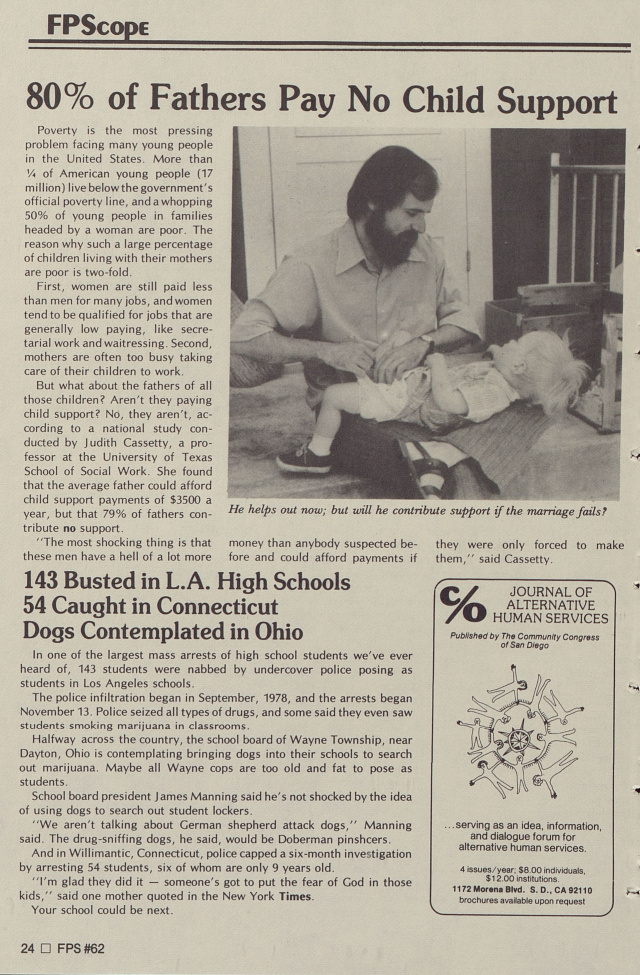 FPScope
80% of Fathers Pay No Child Support
Poverty is the most pressing
problem facing many young people
in the United States. More than
¼ of American young people (17
million) live below the government's
official poverty line, and a whopping
50% of young people in families
headed by a woman are poor. The
reason why such a large percentage
of children living with their mothers
are poor is two-fold.
First, women are still paid less
than men for many jobs, and women
tend to be qualified for jobs that are
generally low paying, like secre-
tarial work and waitressing. Second,
mothers are often too busy taking
care of their children to work.
But what about the fathers of all
those children? Aren't they paying
child support? No, they aren't, ac-
cording to a national study con-
ducted by Judith Cassetty, a pro-
fessor at the University of Texas
School of Social Work. She found
that the average father could afford
child support payments of $3500 a
year, but that 79% of fathers con-
tribute no support.
"The most shocking thing is that
these men have a hell of a lot more
He helps out now; but will he contribute support if the marriage fails?
money than anybody suspected be-
fore and could afford payments if
they were only forced to make
them," said Cassetty.
143 Busted in L.A. High Schools
54 Caught in Connecticut
Dogs Contemplated in Ohio
In one of the largest mass arrests of high school students we've ever
heard of, 143 students were nabbed by undercover police posing as
students in Los Angeles schools.
The police infiltration began in September, 1978, and the arrests began
November 13. Police seized all types of drugs, and some said they even saw
students smoking marijuana in classrooms.
Halfway across the country, the school board of Wayne Township, near
Dayton, Ohio is contemplating bringing dogs into their schools to search
out marijuana. Maybe all Wayne cops are too old and fat to pose as
students.
School board president James Manning said he's not shocked by the idea
of using dogs to search out student lockers.
"We aren't talking about German shepherd attack dogs," Manning
said. The drug-sniffing dogs, he said, would be Doberman pinshcers.
And in Willimantic, Connecticut, police capped a six-month investigation
by arresting 54 students, six of whom are only 9 years old.
"I'm glad they did it — someone's got to put the fear of God in those
kids," said one mother quoted in the New York Times.
Your school could be next.
c/o JOURNAL OF
ALTERNATIVE
HUMAN SERVICES
Published by The Community Congress
of San Diego
...serving as an idea, information,
and dialogue forum for
alternative human services.
4 issues/year; $8.00 individuals,
$12.00 institutions.
1172 Morena Blvd. S. D., CA 92110
brochures available upon request
24 □ FPS #62